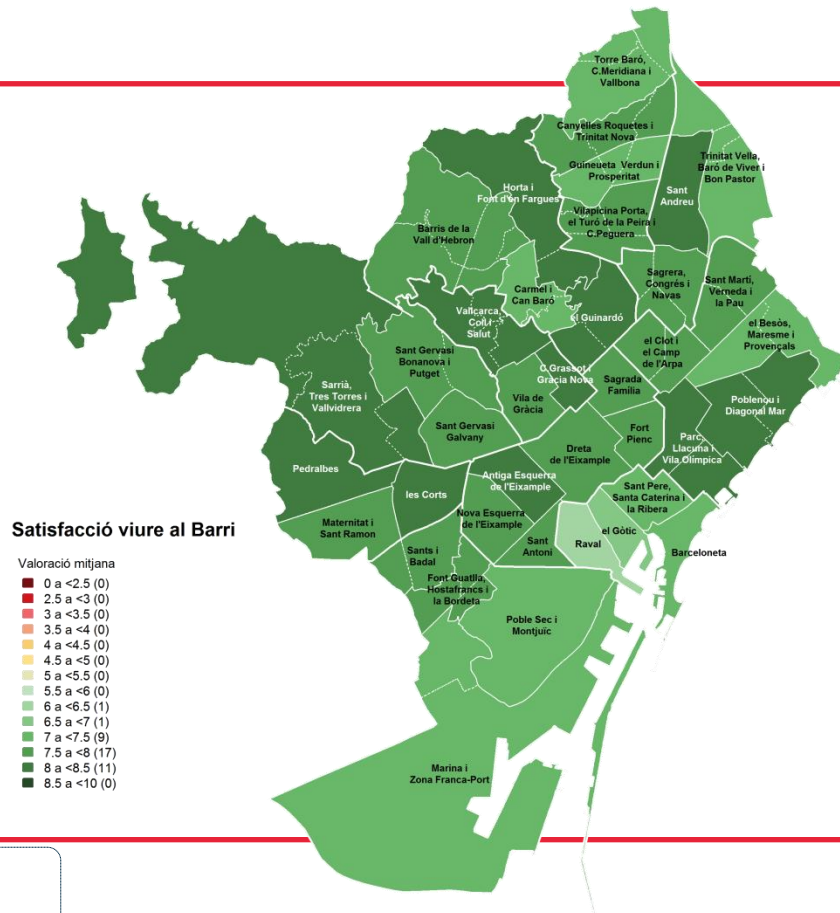 Torre Baró,
C.Meridiana i
Vallbona
Canyelles Roquetes i
Trinitat Nova
Guineueta Verdun i
Prosperitat
Trinitat Vella,
Baró de Viver i
Bon Pastor
Sant
Andreu
Horta i
Font d'en Fargues
Vilapicina Porta,
el Turó de la Peira i
C.Peguera
Barris de la
Vall d'Hebron
Sagrera,
Congrés i
Navas
Sant Martí,
Verneda i
la Pau
Carmel i
Can Baró
Vallcarca,
Coll i
Salut
el Guinardó
el Besòs,
Maresme i
Provençals
Sant Gervasi
Bonanova i
Putget
el Clot i
el Camp
de l'Arpa
C.Grassot i
Gràcia Nova
Sagrada
Família
Sarrià,
Tres Torres i
Vallvidrera
Vila de
Gràcia
Poblenou i
Diagonal Mar
Sant Gervasi
Galvany
Fort
Pienc
Parc,
Llacuna i
Vila Olímpica
Dreta
de l'Eixample
Pedralbes
Antiga Esquerra
de l'Eixample
les Corts
Sant Pere,
Santa Caterina i
la Ribera
Maternitat i
Sant Ramon
Nova Esquerra
de l'Eixample
el Gòtic
Raval
Sant
Antoni
Barceloneta
Sants i
Badal
Font Guatlla,
Hostafrancs i
la Bordeta
Poble Sec i
Montjuïc
Marina i
Zona Franca-Port
Satisfacció viure al Barri
Valoració mitjana
0 a <2.5 (0)
2.5 a <3 (0)
3 a <3.5 (0)
3.5 a <4 (0)
4 a <4.5 (0)
4.5 a <5 (0)
5 a <5.5 (0)
5.5 a <6 (0)
6 a <6.5 (1)
6.5 a <7 (1)
7 a <7.5 (9)
7.5 a <8 (17)
8 a <8.5 (11)
8.5 a <10 (0)